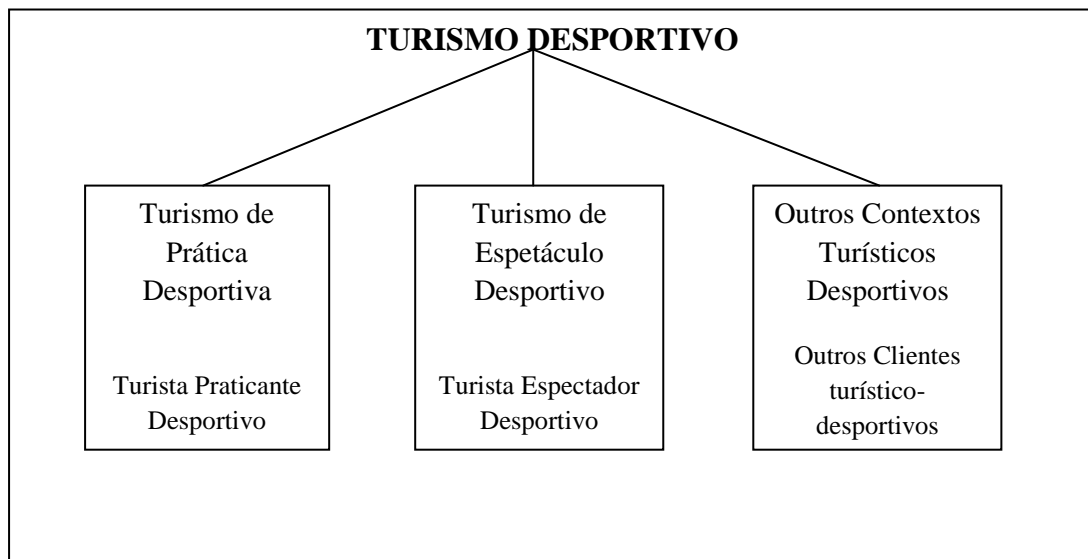 TURISMO DESPORTIVO
Turismo de
Prática
Desportiva
Turista Praticante
Desportivo
Turismo de
Espetáculo
Desportivo
Turista Espectador
Desportivo
Outros Contextos
Turísticos
Desportivos
Outros Clientes
turístico-
desportivos